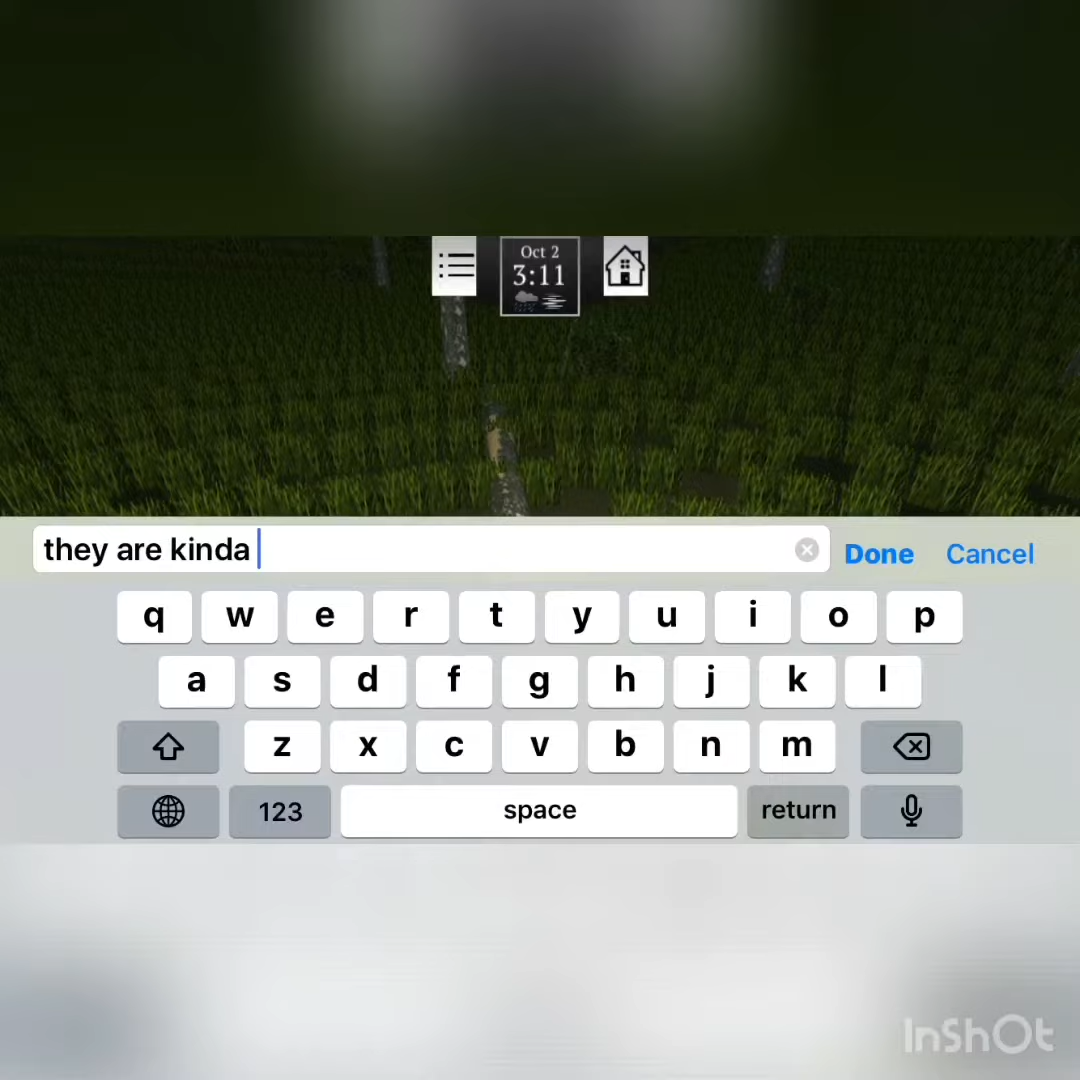 Oct 2
3:11
they are kinda
Done Cancel
q w e r t y u i o p
a s d f g h j k l
z x c v b n m
123 space return
InShOt